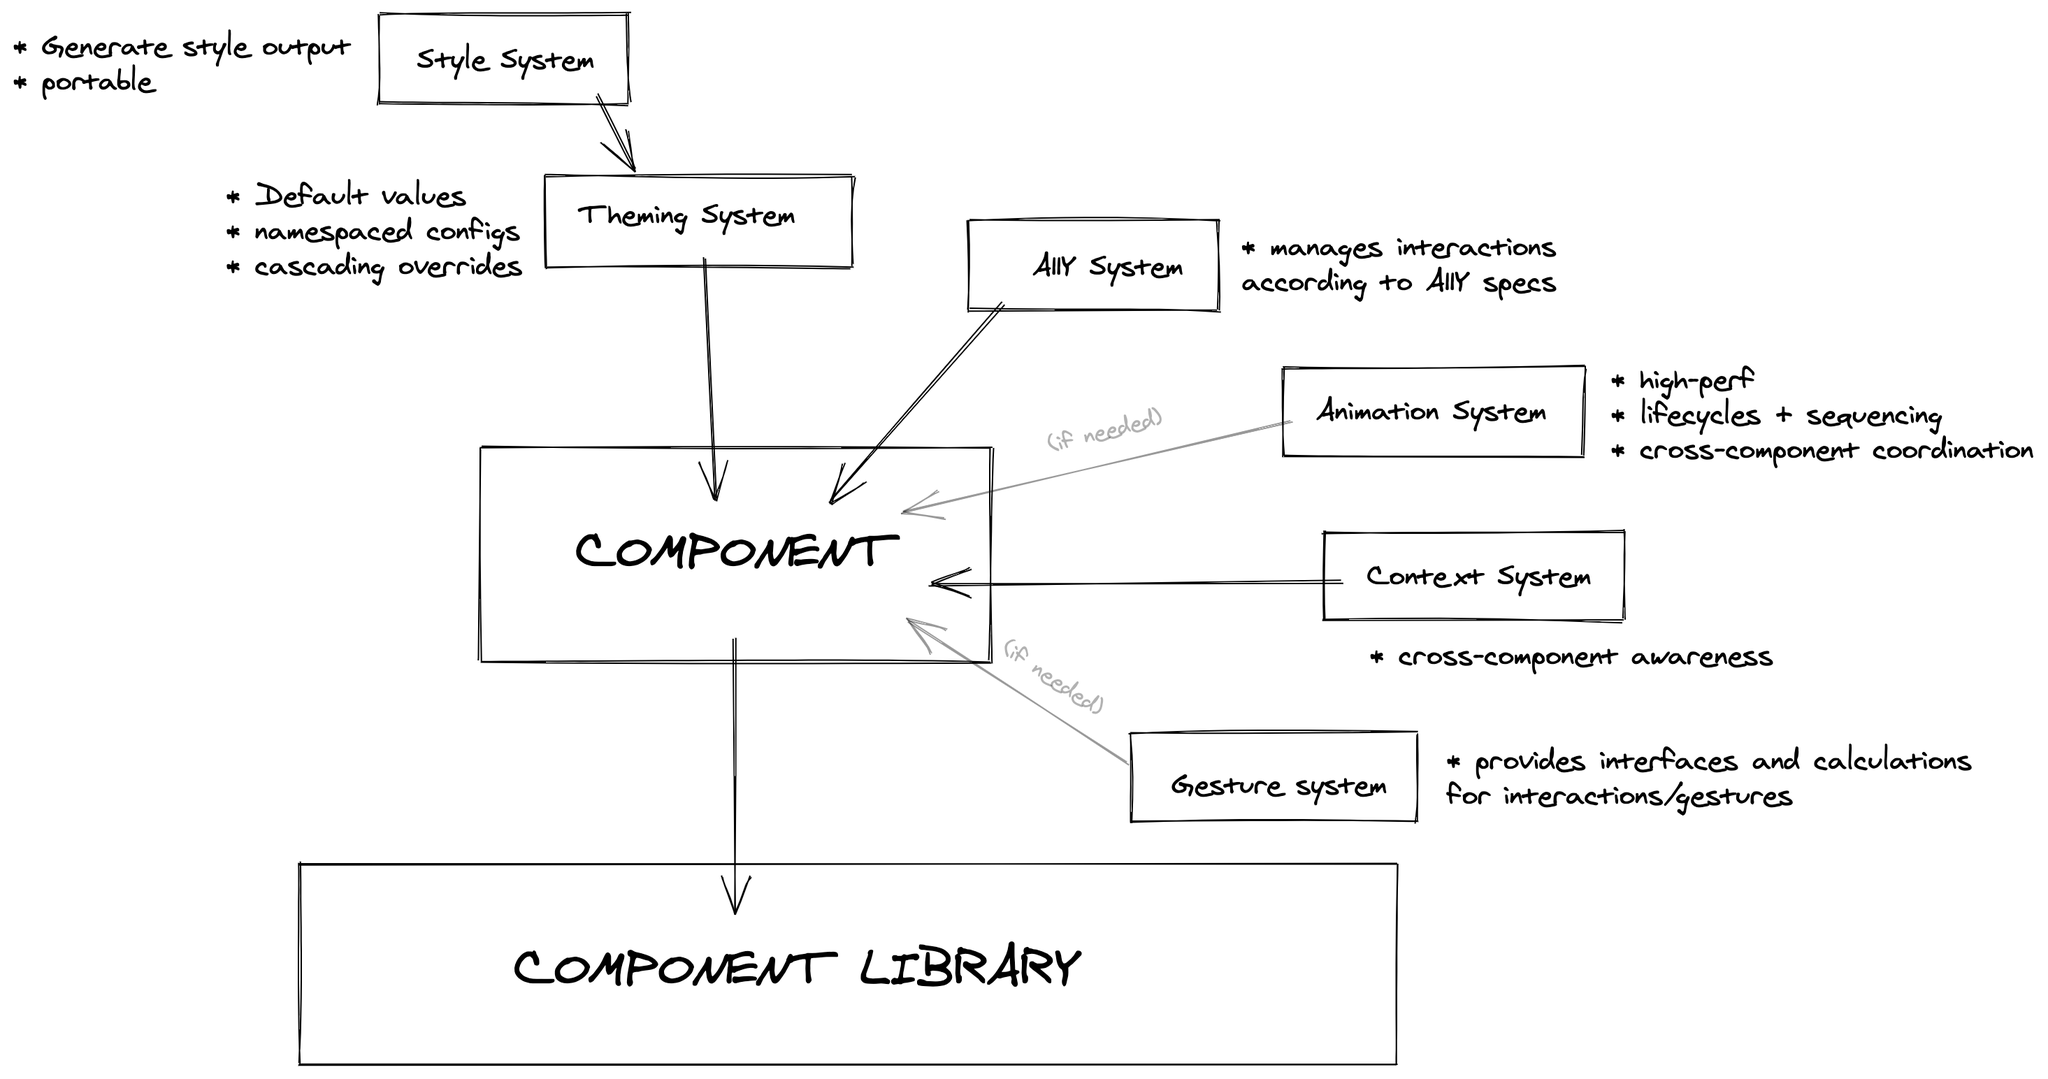 * Generate style output
* portable
Style System
* Default values
* namespaced configs
* cascading overrides
Theming System
A11Y System
* manages interactions
according to A11Y specs
Animation System
* high-perf
* lifecycles + sequencing
* cross-component coordination
(if needed)
COMPONENT
Context System
* cross-component awareness
(if needed)
Gesture system
* provides interfaces and calculations
for interactions/gestures
COMPONENT LIBRARY